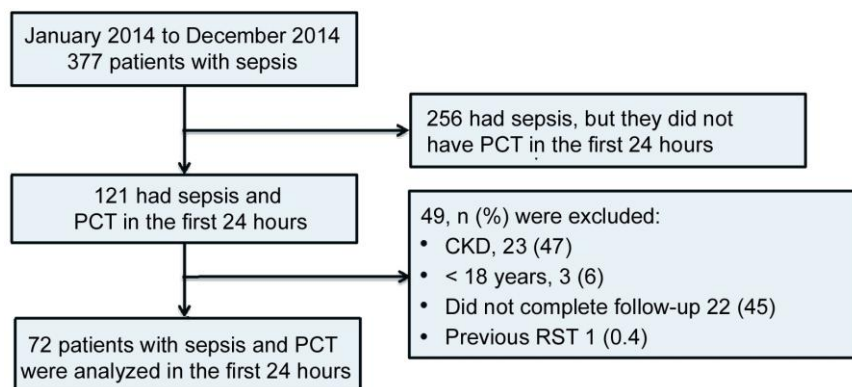 January 2014 to December 2014
377 patients with sepsis
256 had sepsis, but they did not
have PCT in the first 24 hours
121 had sepsis and
PCT in the first 24 hours
49, n (%) were excluded:
• CKD, 23 (47)
• < 18 years, 3 (6)
• Did not complete follow-up 22 (45)
• Previous RST 1 (0.4)
72 patients with sepsis and PCT
were analyzed in the first 24 hours